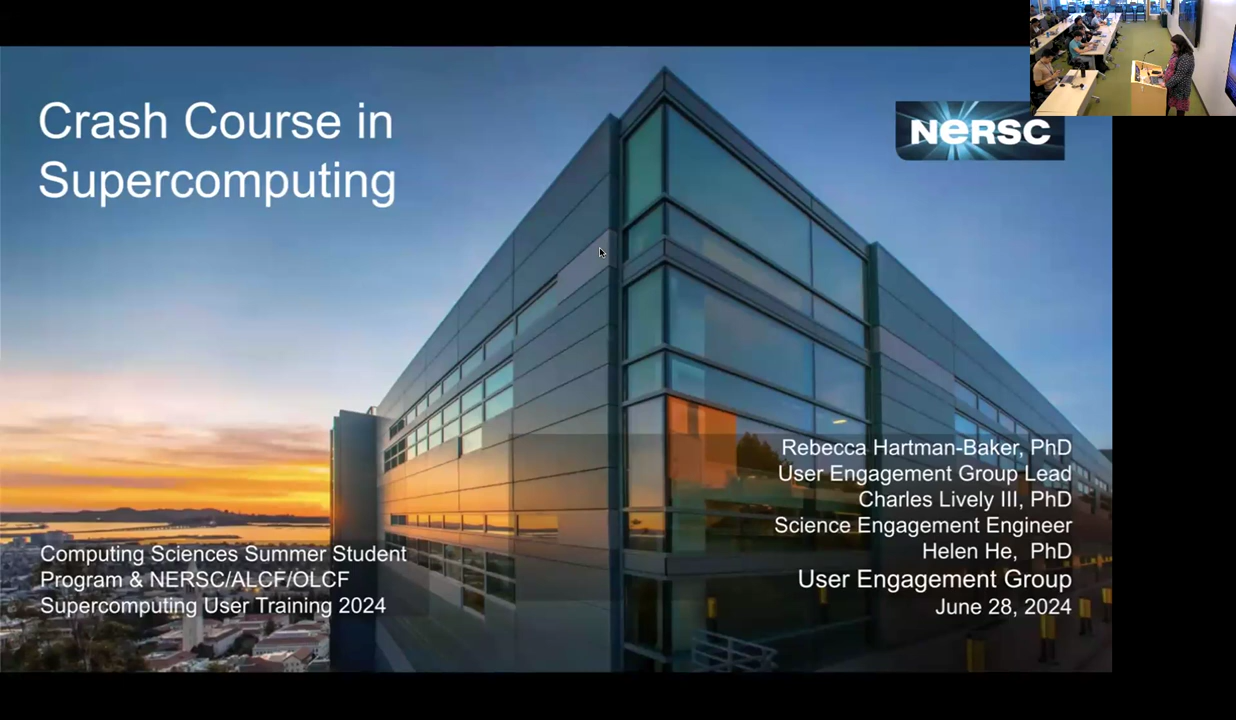 Crash Course in
Supercomputing
NERSC
Rebecca Hartman-Baker, PhD
User Engagement Group Lead
Charles Lively III, PhD
Science Engagement Engineer
Helen He, PhD
User Engagement Group
June 28, 2024
Computing Sciences Summer Student
Program & NERSC/ALCF/OLCF
Supercomputing User Training 2024